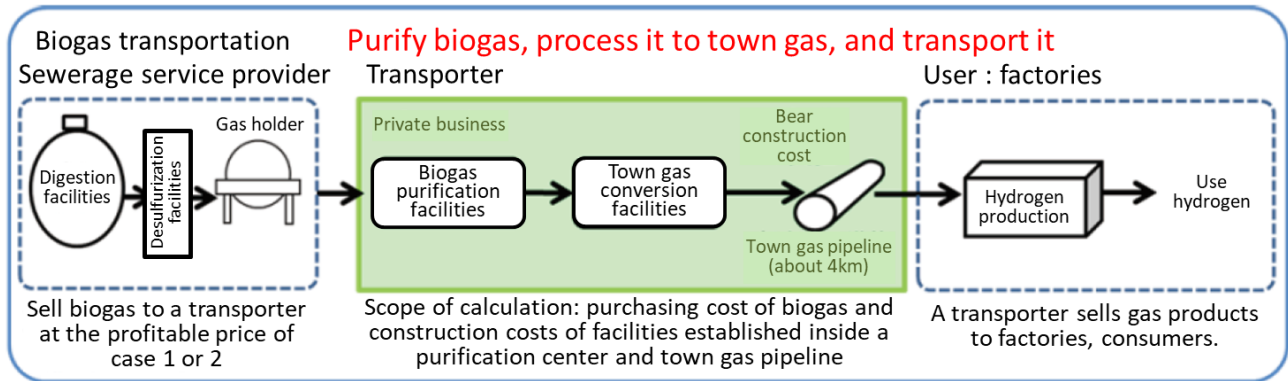 Biogas transportation
Purify biogas, process it to town gas, and transport it
Sewerage service provider
Transporter
User : factories
Digestion
facilities
Desulfurization
facilities
Gas holder
Private business
Biogas
purification
facilities
Town gas
conversion
facilities
Bear
construction
cost
Town gas pipeline
(about 4km)
Hydrogen
production
Use
hydrogen
Sell biogas to a transporter
at the profitable price of
case 1 or 2
Scope of calculation: purchasing cost of biogas and
construction costs of facilities established inside a
purification center and town gas pipeline
A transporter sells gas products
to factories, consumers.